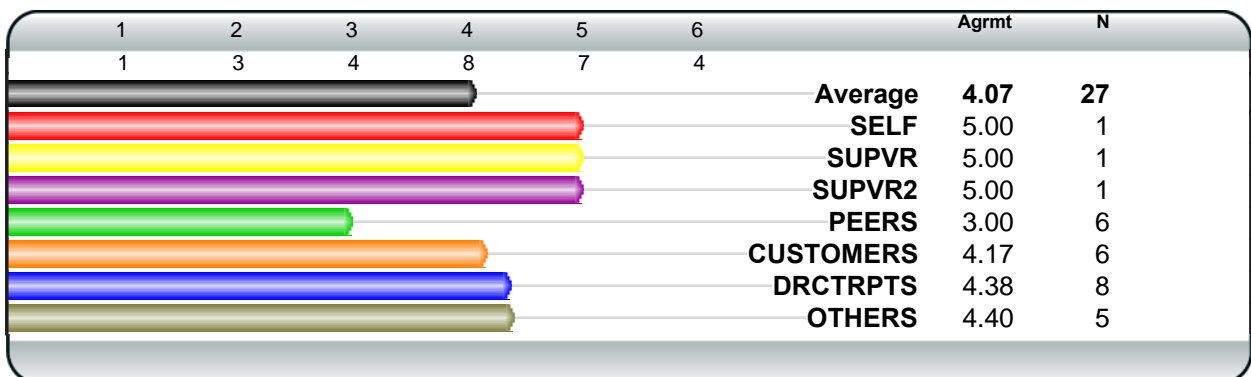 1 2 3 4 5 6 Agrmt N
1 3 4 8 7 4
Average 4.07 27
SELF 5.00 1
SUPVR 5.00 1
SUPVR2 5.00 1
PEERS 3.00 6
CUSTOMERS 4.17 6
DRCTRPTS 4.38 8
OTHERS 4.40 5